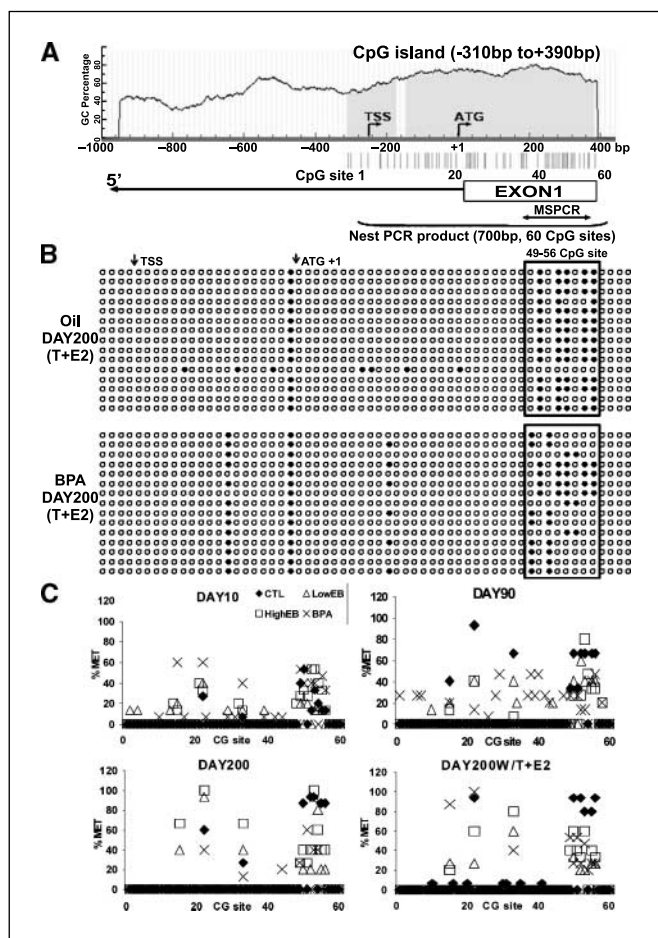 A
CpG island (-310bp to+390bp)
GC Percentage
80
60
40
20
0
TSS
ATG
-1000 -800 -600 -400 -200 +1 200 400 bp
CpG site 1 20 40 60
5' EXON1
MSPCR
Nest PCR product (700bp, 60 CpG sites)
49-56 CpG site
B
TSS
ATG +1
Oil
DAY200
(T+E2)
BPA
DAY200
(T+E2)
C
DAY10
◆ CTL △ LowEB
□ HighEB × BPA
% MET
100
80
60
40
20
0
0 20 40 60
CG site
DAY90
%MET
100
80
60
40
20
0
0 20 40 60
CG site
DAY200
% MET
100
80
60
40
20
0
0 20 40 60
CG site
DAY200W/T+E2
% MET
120
100
80
60
40
20
0
0 20 40 60
CG site